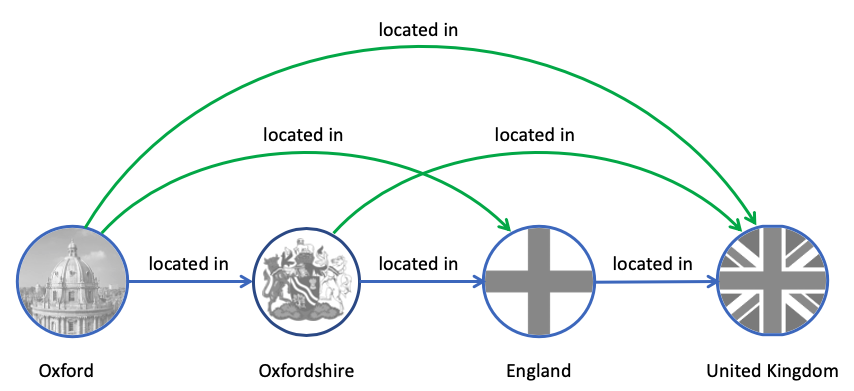 located in
located in
located in
located in
located in
located in
Oxford
Oxfordshire
England
United Kingdom